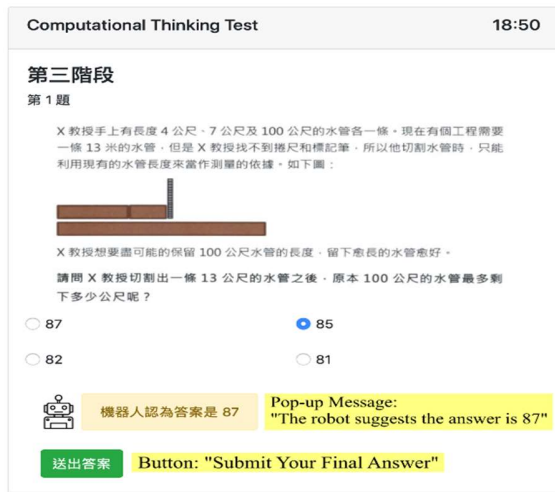 Computational Thinking Test 18:50
第三階段
第 1 題
X 教授手上有長度 4 公尺、7 公尺及 100 公尺的水管各一條。現在有個工程需要
一條 13 米的水管，但是 X 教授找不到捲尺和標記筆，所以他切割水管時，只能
利用現有的水管長度來當作測量的依據。如下圖：
X 教授想要盡可能的保留 100 公尺水管的長度，留下愈長的水管愈好。
請問 X 教授切割出一條 13 公尺的水管之後，原本 100 公尺的水管最多剩
下多少公尺呢？
87 85
82 81
機器人認為答案是 87
Pop-up Message:
"The robot suggests the answer is 87"
送出答案 Button: "Submit Your Final Answer"